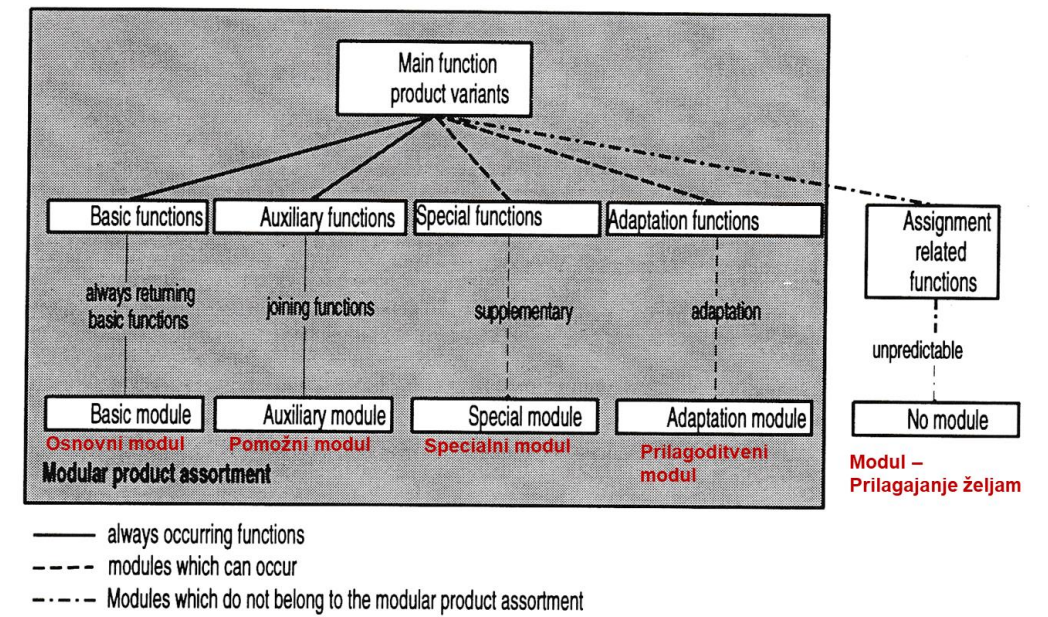 Main function
product variants
Basic functions
Auxiliary functions
Special functions
Adaptation functions
Assignment
related
functions
always returning
basic functions
joining functions
supplementary
adaptation
unpredictable
Basic module
Auxiliary module
Special module
Adaptation module
No module
Osnovni modul
Pomožni modul
Specialni modul
Prilagoditveni
modul
Modul –
Prilagajanje željam
Modular product assortment
always occurring functions
modules which can occur
Modules which do not belong to the modular product assortment